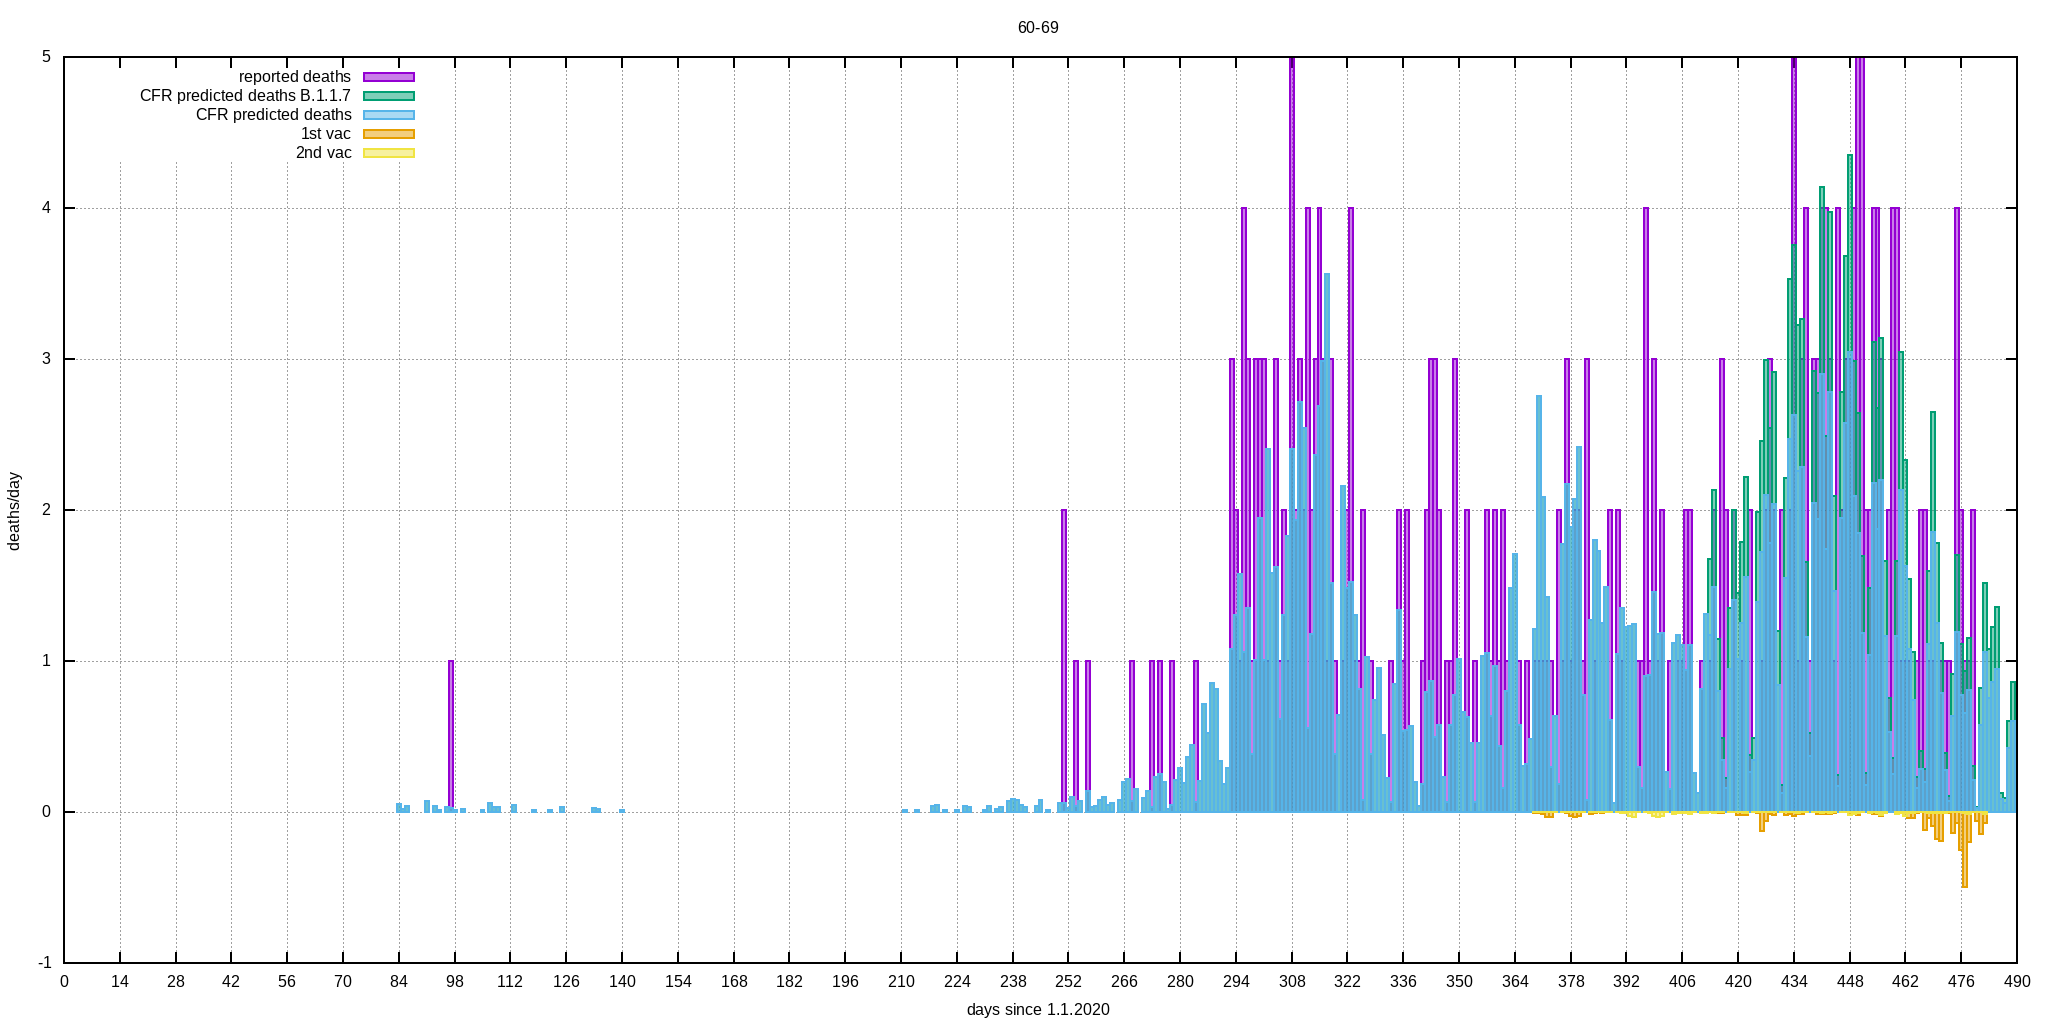 60-69
5
4
3
2
1
0
-1
deaths/day
reported deaths
CFR predicted deaths B.1.1.7
CFR predicted deaths
1st vac
2nd vac
0 14 28 42 56 70 84 98 112 126 140 154 168 182 196 210 224 238 252 266 280 294 308 322 336 350 364 378 392 406 420 434 448 462 476 490
days since 1.1.2020